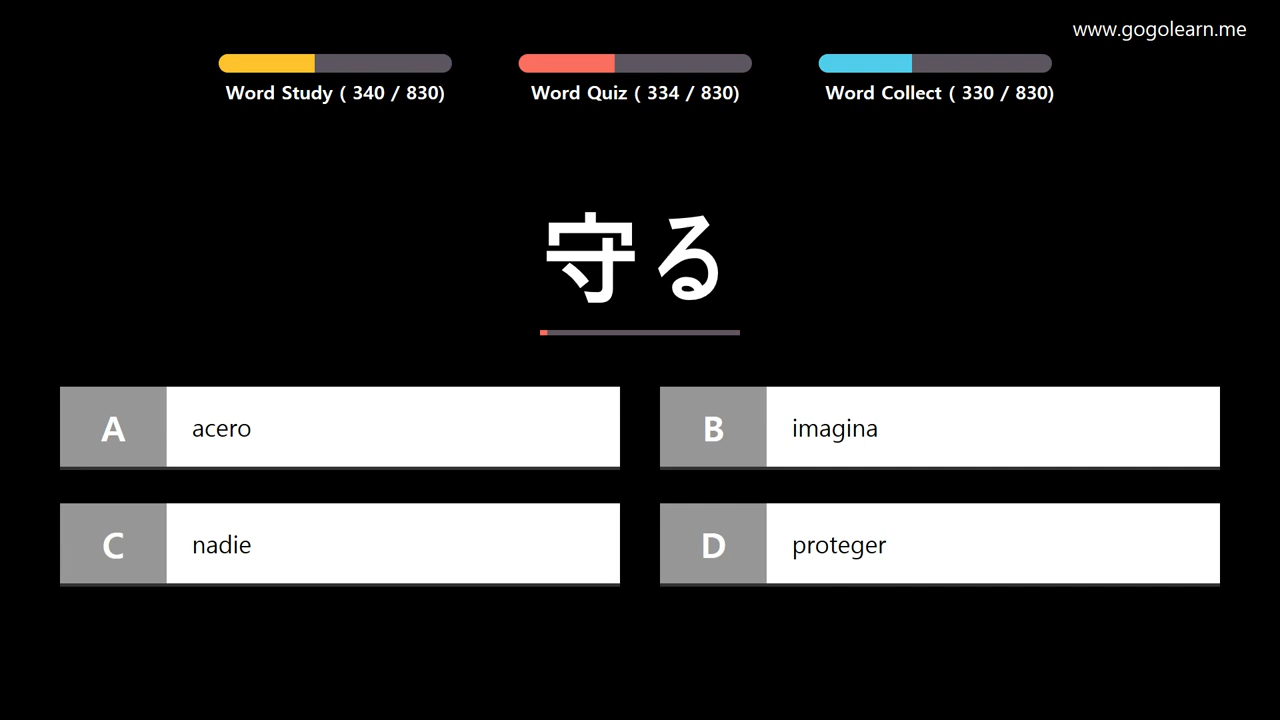 www.gogolearn.me
Word Study ( 340 / 830)
Word Quiz ( 334 / 830)
Word Collect ( 330 / 830)
守る
A acero
B imagina
C nadie
D proteger